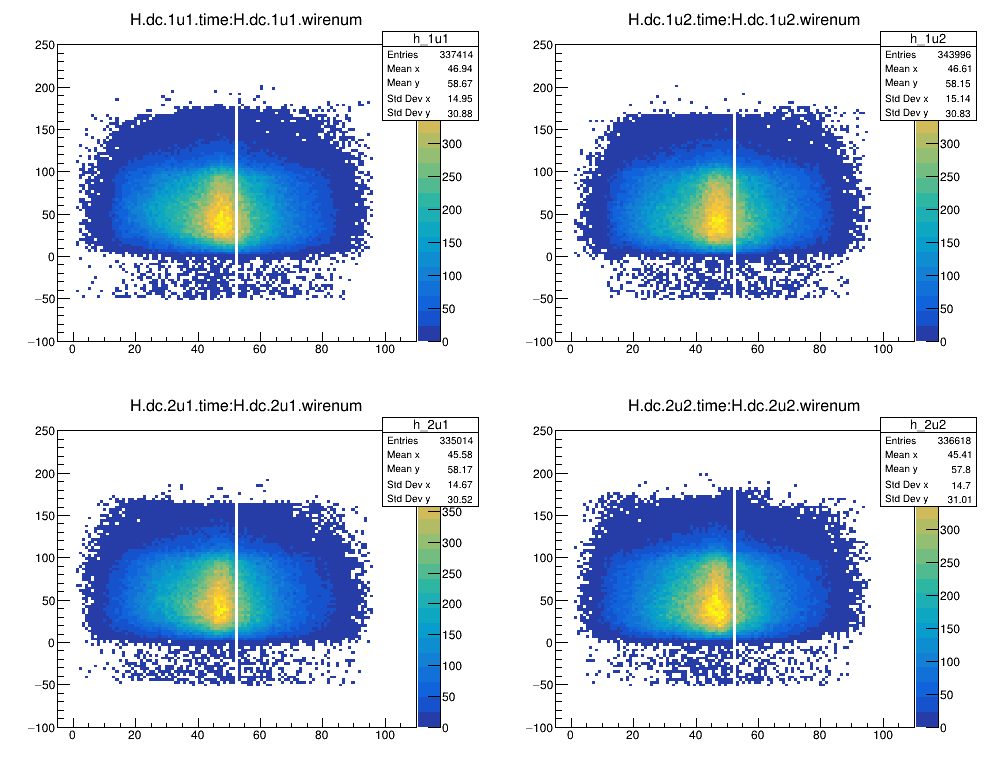 H.dc.1u1.time:H.dc.1u1.wirenum
h_1u1
Entries 337414
Mean x 46.94
Mean y 58.67
Std Dev x 14.95
Std Dev y 30.88
250
200
150
100
50
0
−50
−100
0 20 40 60 80 100
300
250
200
150
100
50
0
H.dc.1u2.time:H.dc.1u2.wirenum
h_1u2
Entries 343996
Mean x 46.61
Mean y 58.15
Std Dev x 15.14
Std Dev y 30.83
250
200
150
100
50
0
−50
−100
0 20 40 60 80 100
300
250
200
150
100
50
0
H.dc.2u1.time:H.dc.2u1.wirenum
h_2u1
Entries 335014
Mean x 45.58
Mean y 58.17
Std Dev x 14.67
Std Dev y 30.52
250
200
150
100
50
0
−50
−100
0 20 40 60 80 100
350
300
250
200
150
100
50
0
H.dc.2u2.time:H.dc.2u2.wirenum
h_2u2
Entries 336618
Mean x 45.41
Mean y 57.8
Std Dev x 14.7
Std Dev y 31.01
250
200
150
100
50
0
−50
−100
0 20 40 60 80 100
300
250
200
150
100
50
0